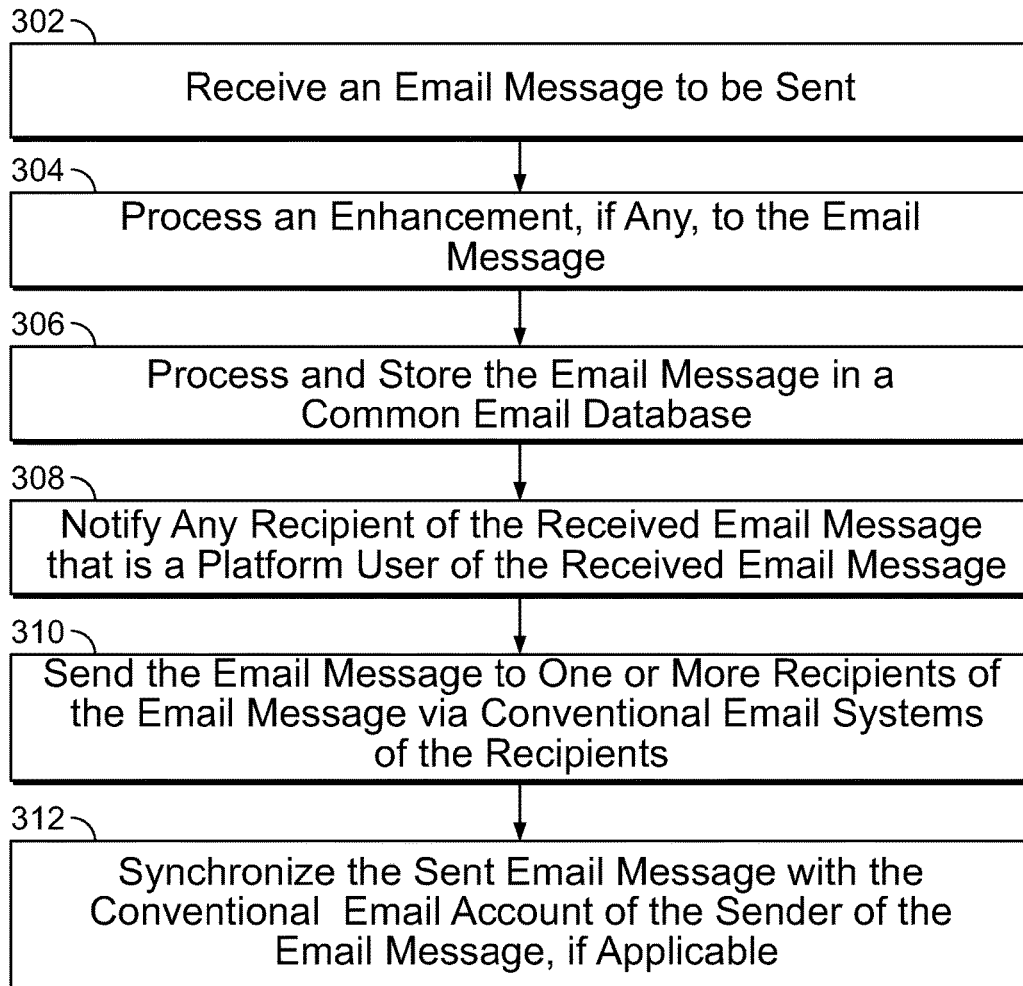 302
Receive an Email Message to be Sent
304
Process an Enhancement, if Any, to the Email
Message
306
Process and Store the Email Message in a
Common Email Database
308
Notify Any Recipient of the Received Email Message
that is a Platform User of the Received Email Message
310
Send the Email Message to One or More Recipients of
the Email Message via Conventional Email Systems
of the Recipients
312
Synchronize the Sent Email Message with the
Conventional Email Account of the Sender of the
Email Message, if Applicable